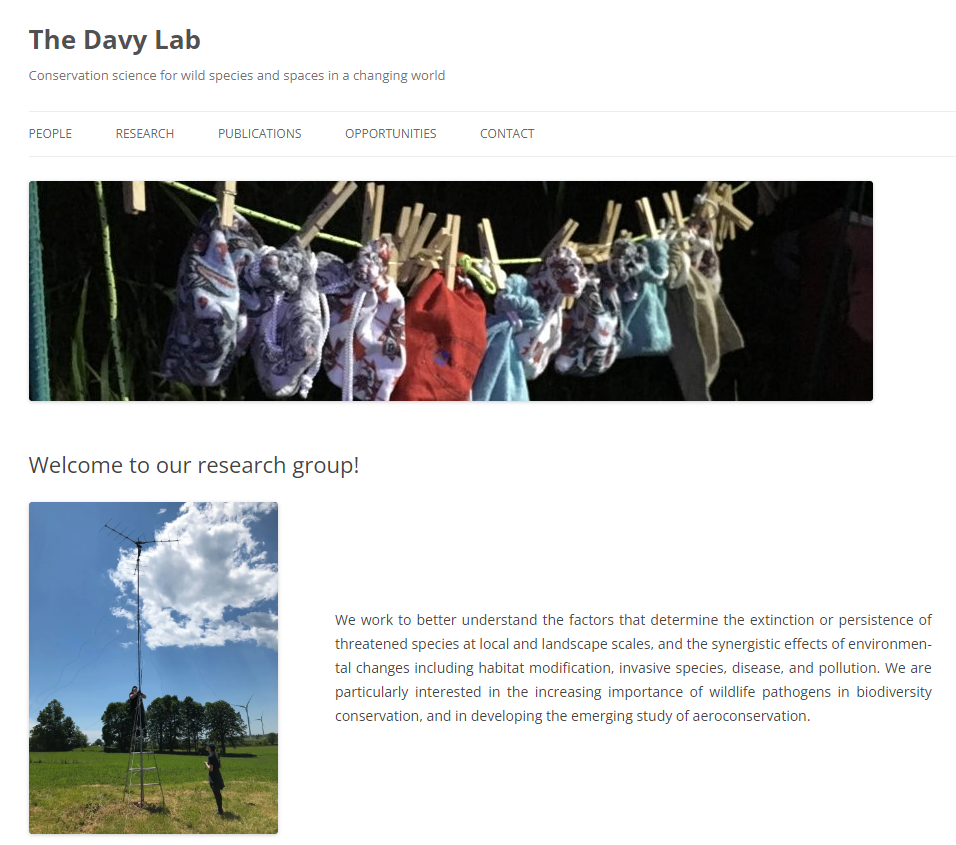 The Davy Lab
Conservation science for wild species and spaces in a changing world
PEOPLE RESEARCH PUBLICATIONS OPPORTUNITIES CONTACT
Welcome to our research group!
We work to better understand the factors that determine the extinction or persistence of
threatened species at local and landscape scales, and the synergistic effects of environmen-
tal changes including habitat modification, invasive species, disease, and pollution. We are
particularly interested in the increasing importance of wildlife pathogens in biodiversity
conservation, and in developing the emerging study of aeroconservation.